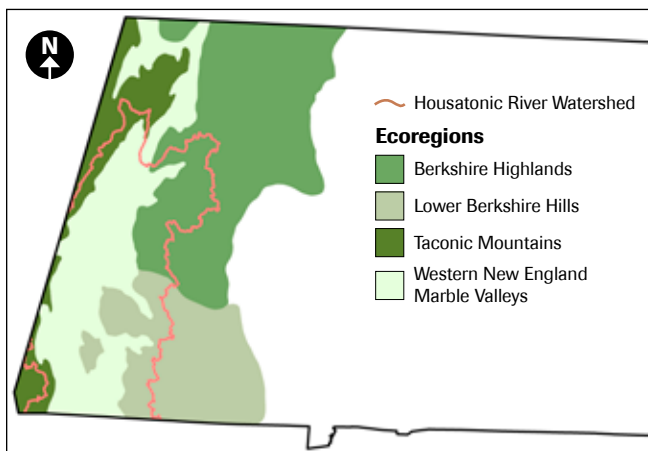 N
Housatonic River Watershed
Ecoregions
Berkshire Highlands
Lower Berkshire Hills
Taconic Mountains
Western New England
Marble Valleys